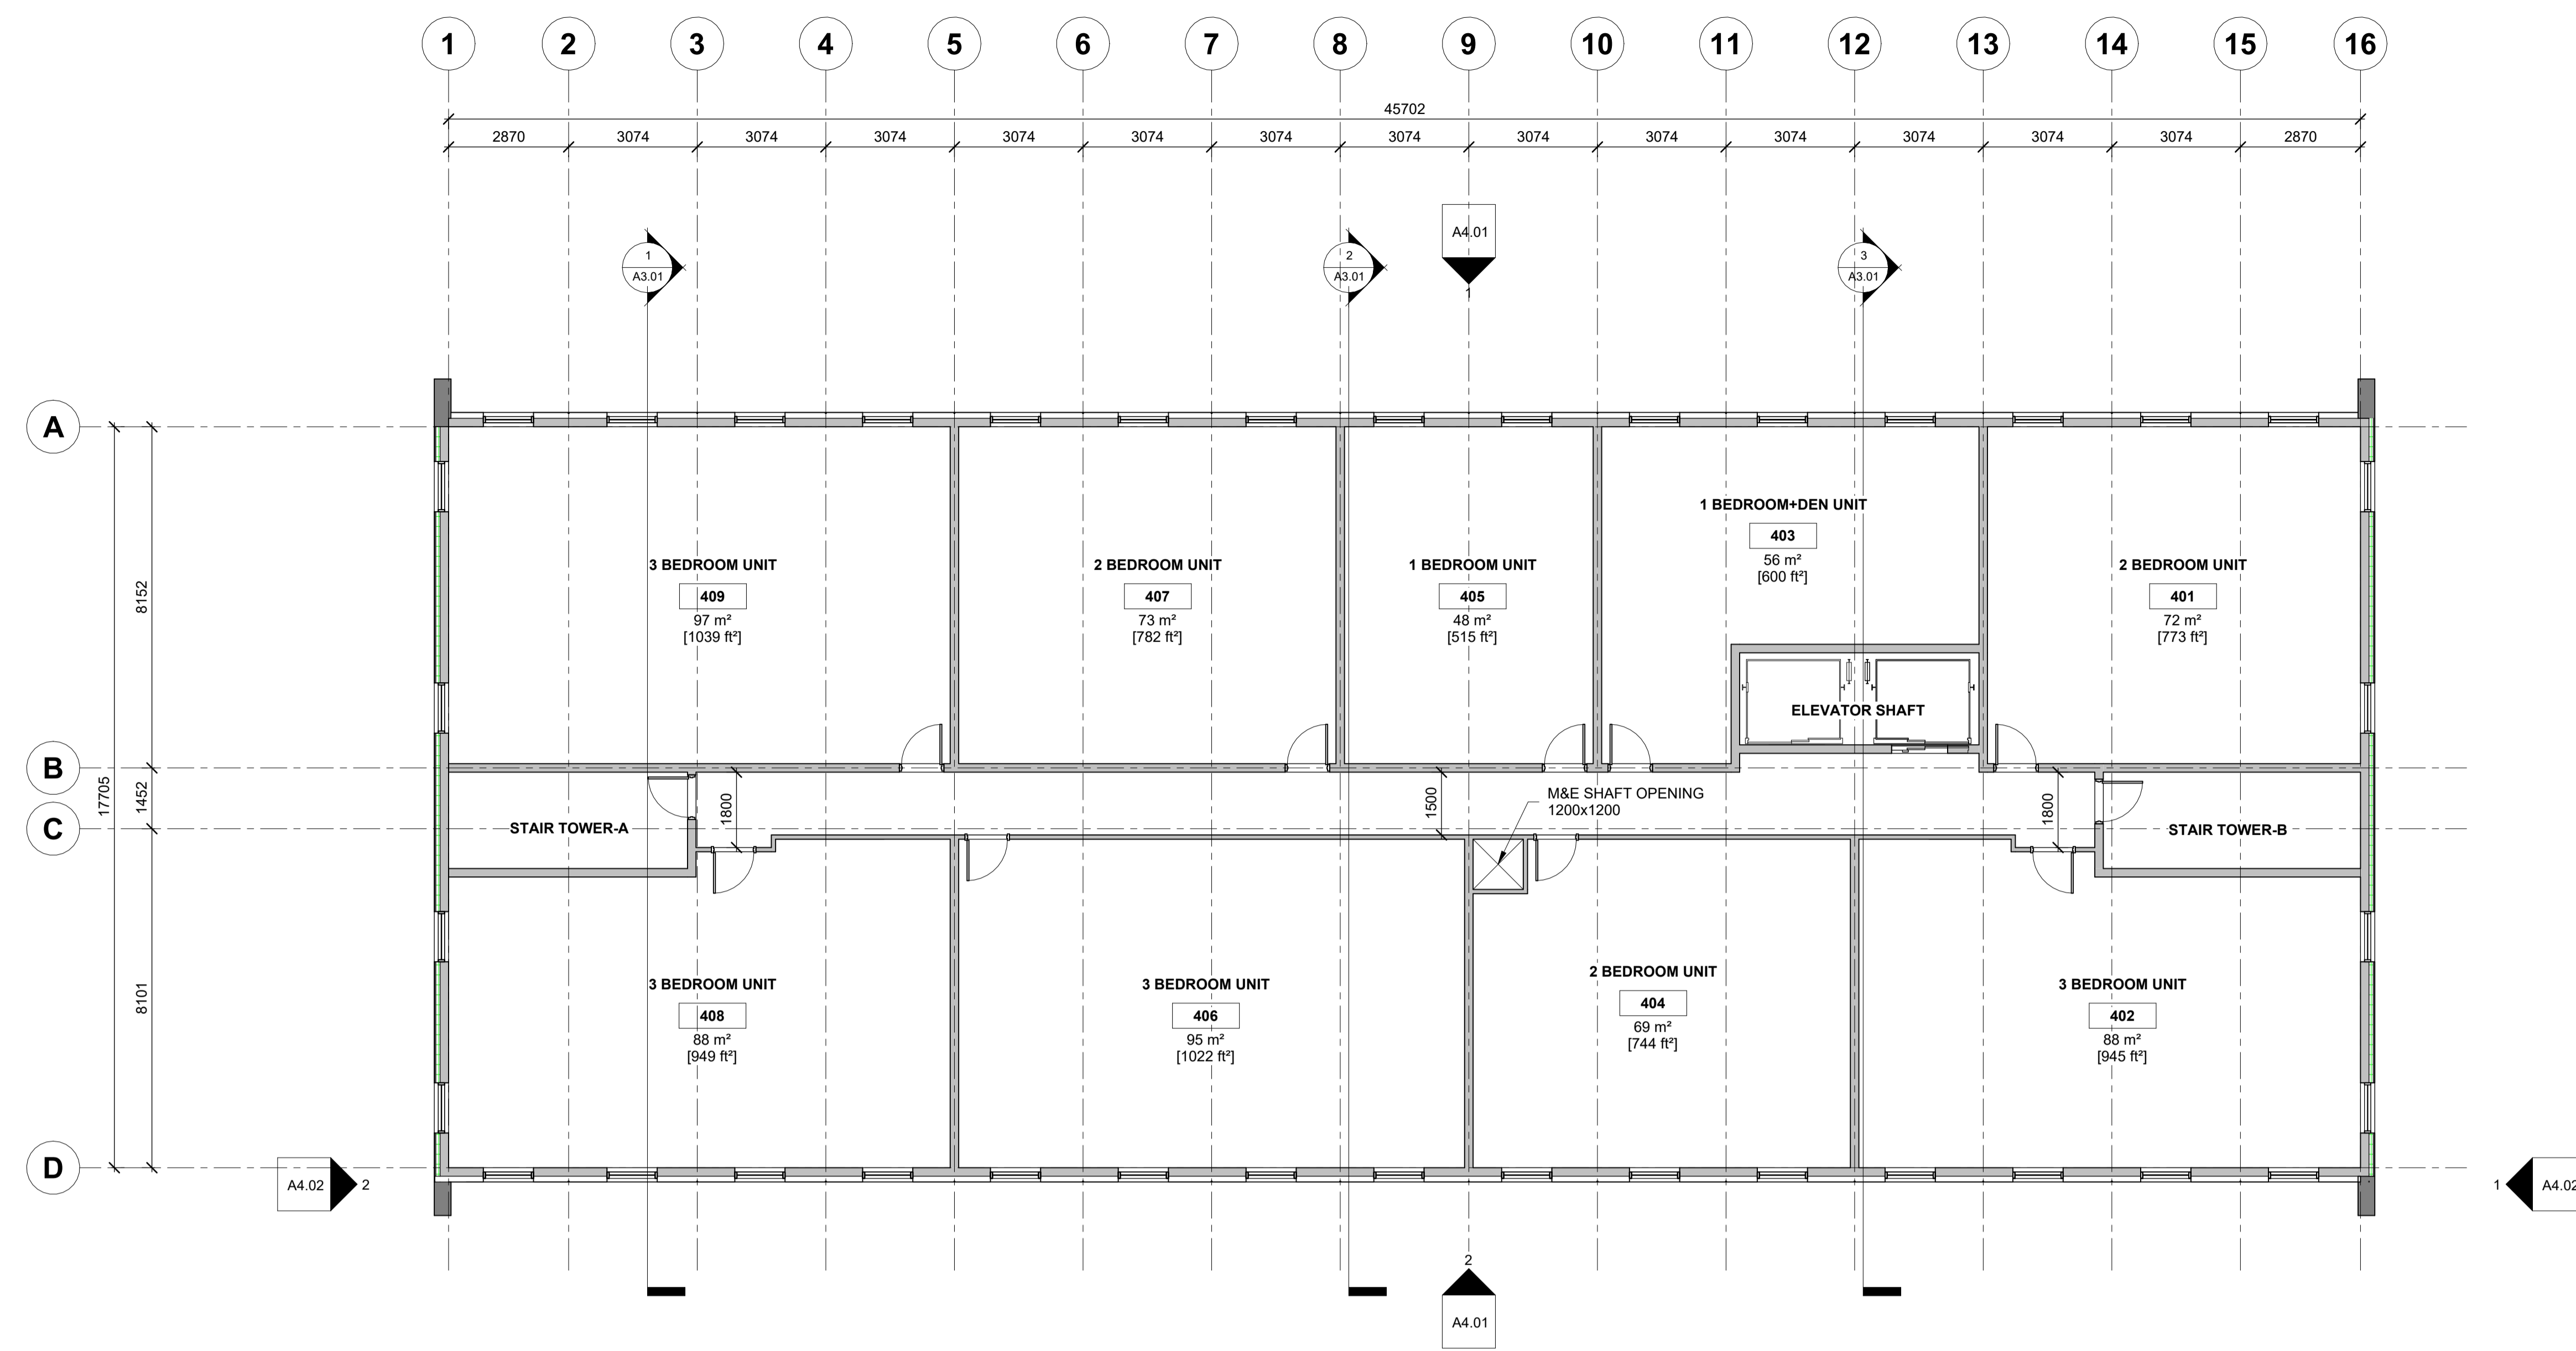 1 2 3 4 5 6 7 8 9 10 11 12 13 14 15 16
45702
2870 3074 3074 3074 3074 3074 3074 3074 3074 3074 3074 3074 3074 3074 2870
A4.01
1
1
A3.01
2
A3.01
3
A3.01
A
B
C
D
17705
8152
1452
8101
3 BEDROOM UNIT
409
97 m²
[1039 ft²]
2 BEDROOM UNIT
407
73 m²
[782 ft²]
1 BEDROOM UNIT
405
48 m²
[515 ft²]
1 BEDROOM+DEN UNIT
403
56 m²
[600 ft²]
2 BEDROOM UNIT
401
72 m²
[773 ft²]
ELEVATOR SHAFT
STAIR TOWER-A
1800
1500
M&E SHAFT OPENING
1200x1200
1800
STAIR TOWER-B
3 BEDROOM UNIT
408
88 m²
[949 ft²]
3 BEDROOM UNIT
406
95 m²
[1022 ft²]
2 BEDROOM UNIT
404
69 m²
[744 ft²]
3 BEDROOM UNIT
402
88 m²
[945 ft²]
A4.02 2
1 A4.02
2
A4.01